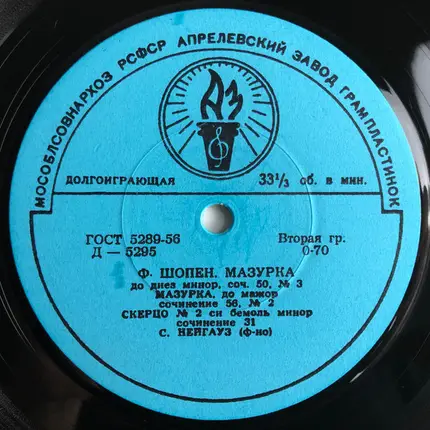 МОСОБЛСОВНАРХОЗ РСФСР АПРЕЛЕВСКИЙ ЗАВОД ГРАМПЛАСТИНОК
АЗ
ДОЛГОИГРАЮЩАЯ 33⅓ об. в мин.
ГОСТ 5289-56 Вторая гр.
Д — 5295 0-70
Ф. ШОПЕН. МАЗУРКА
до диез минор, соч. 50, № 3
МАЗУРКА, до мажор
сочинение 56, № 2
СКЕРЦО № 2 си бемоль минор
сочинение 31
С. НЕЙГАУЗ (ф-но)